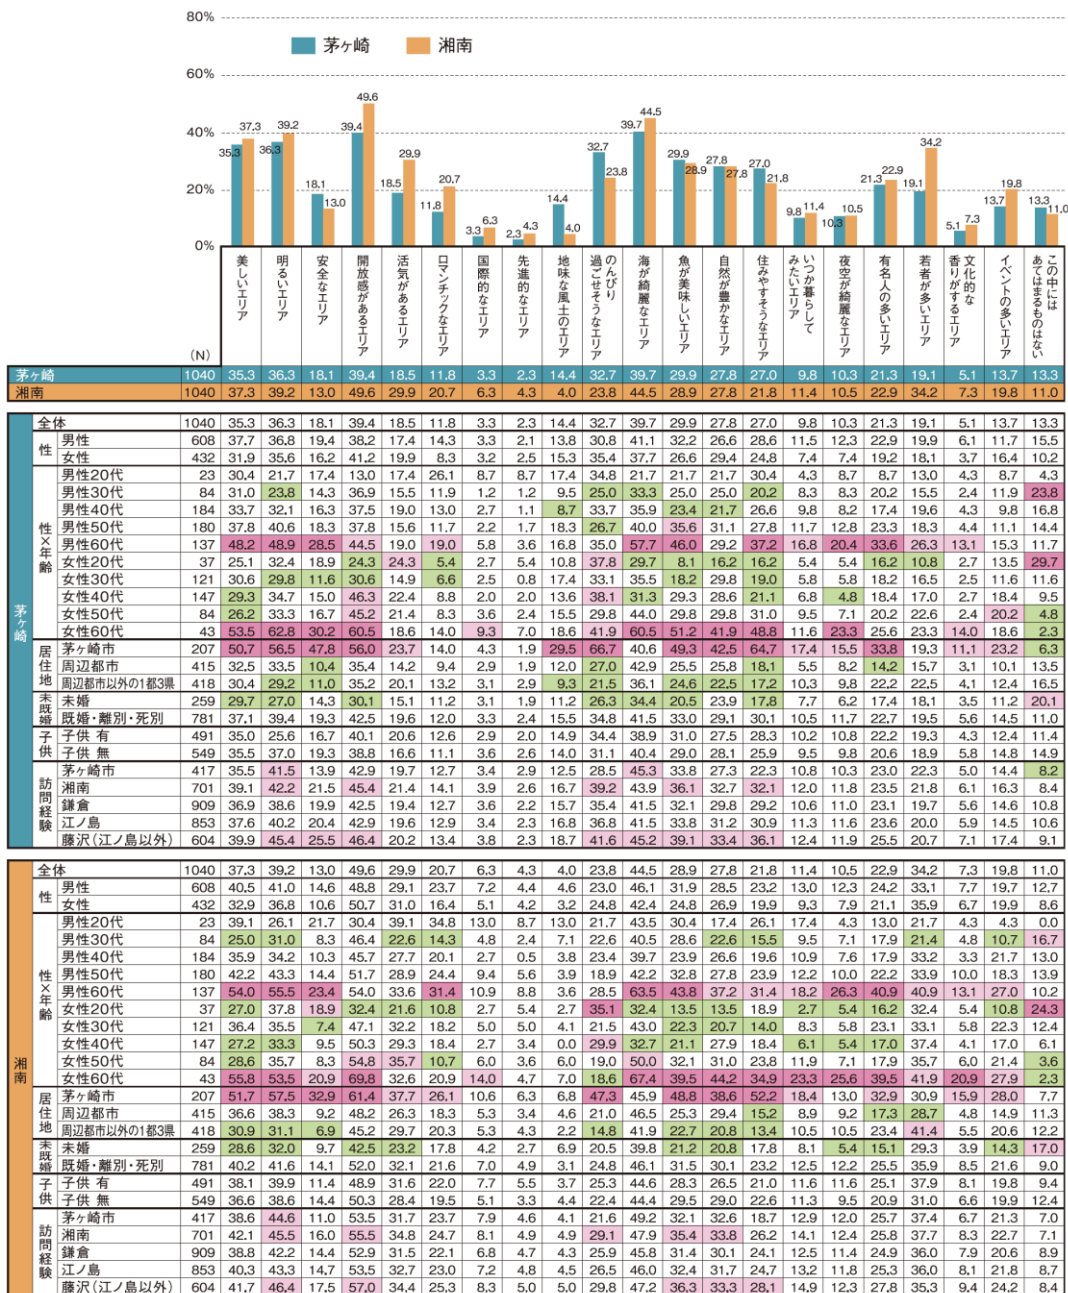 80%
茅ヶ崎 湘南
60%
40%
20%
0%
35.3 37.3 36.3 39.2 18.1 13.0 39.4 49.6 18.5 29.9 11.8 20.7 3.3 6.3 2.3 4.3 14.4 4.0 32.7 23.8 39.7 44.5 29.9 28.9 27.8 27.8 27.0 21.8 9.8 11.4 10.3 10.5 21.3 22.9 19.1 34.2 5.1 7.3 13.7 19.8 13.3 11.0
美しいエリア
明るいエリア
安全なエリア
開放感があるエリア
活気があるエリア
ロマンチックなエリア
国際的なエリア
先進的なエリア
地味な風土のエリア
のんびり
過ごせそうなエリア
海が綺麗なエリア
魚が美味しいエリア
自然が豊かなエリア
住みやすそうなエリア
いつか暮らして
みたいエリア
夜空が綺麗なエリア
有名人の多いエリア
若者が多いエリア
文化的な
香りがするエリア
イベントの多いエリア
この中には
あてはまるものはない
(N)
茅ヶ崎 1040 35.3 36.3 18.1 39.4 18.5 11.8 3.3 2.3 14.4 32.7 39.7 29.9 27.8 27.0 9.8 10.3 21.3 19.1 5.1 13.7 13.3
湘南 1040 37.3 39.2 13.0 49.6 29.9 20.7 6.3 4.3 4.0 23.8 44.5 28.9 27.8 21.8 11.4 10.5 22.9 34.2 7.3 19.8 11.0
茅ヶ崎
全体 1040 35.3 36.3 18.1 39.4 18.5 11.8 3.3 2.3 14.4 32.7 39.7 29.9 27.8 27.0 9.8 10.3 21.3 19.1 5.1 13.7 13.3
性
男性 608 37.7 36.8 19.4 38.2 17.4 14.3 3.3 2.1 13.8 30.8 41.1 32.2 26.6 28.6 11.5 12.3 22.9 19.9 6.1 11.7 15.5
女性 432 31.9 35.6 16.2 41.2 19.9 8.3 3.2 2.5 15.3 35.4 37.7 26.6 29.4 24.8 7.4 7.4 19.2 18.1 3.7 16.4 10.2
性×年齢
男性20代 23 30.4 21.7 17.4 13.0 17.4 26.1 8.7 8.7 17.4 34.8 21.7 21.7 21.7 30.4 4.3 8.7 8.7 13.0 4.3 8.7 4.3
男性30代 84 31.0 23.8 14.3 36.9 15.5 11.9 1.2 1.2 9.5 25.0 33.3 25.0 25.0 20.2 8.3 8.3 20.2 15.5 2.4 11.9 23.8
男性40代 184 33.7 32.1 16.3 37.5 19.0 13.0 2.7 1.1 8.7 33.7 35.9 23.4 21.7 26.6 9.8 8.2 17.4 19.6 4.3 9.8 16.8
男性50代 180 37.8 40.6 18.3 37.8 15.6 11.7 2.2 1.7 18.3 26.7 40.0 35.6 31.1 27.8 11.7 12.8 23.3 18.3 4.4 11.1 14.4
男性60代 137 48.2 48.9 28.5 44.5 19.0 19.0 5.8 3.6 16.8 35.0 57.7 46.0 29.2 37.2 16.8 20.4 33.6 26.3 13.1 15.3 11.7
女性20代 37 25.1 32.4 18.9 24.3 24.3 5.4 2.7 5.4 10.8 37.8 29.7 8.1 16.2 16.2 5.4 5.4 16.2 10.8 2.7 13.5 29.7
女性30代 121 30.6 29.8 11.6 30.6 14.9 6.6 2.5 0.8 17.4 33.1 35.5 18.2 29.8 19.0 5.8 5.8 18.2 16.5 2.5 11.6 11.6
女性40代 147 29.3 34.7 15.0 46.3 22.4 8.8 2.0 2.0 13.6 38.1 31.3 29.3 28.6 21.1 6.8 4.8 18.4 17.0 2.7 18.4 9.5
女性50代 84 26.2 33.3 16.7 45.2 21.4 8.3 3.6 2.4 15.5 29.8 44.0 29.8 29.8 31.0 9.5 7.1 20.2 22.6 2.4 20.2 4.8
女性60代 43 53.5 62.8 30.2 60.5 18.6 14.0 9.3 7.0 18.6 41.9 60.5 51.2 41.9 48.8 11.6 23.3 25.6 23.3 14.0 18.6 2.3
居住地
茅ヶ崎市 207 50.7 56.5 47.8 56.0 23.7 14.0 4.3 1.9 29.5 66.7 40.6 49.3 42.5 64.7 17.4 15.5 33.8 19.3 11.1 23.2 6.3
周辺都市 415 32.5 33.5 10.4 35.4 14.2 9.4 2.9 1.9 12.0 27.0 42.9 25.5 25.8 18.1 5.5 8.2 14.2 15.7 3.1 10.1 13.5
周辺都市以外の1都3県 418 30.4 29.2 11.0 35.2 20.1 13.2 3.1 2.9 9.3 21.5 36.1 24.6 22.5 17.2 10.3 9.8 22.2 22.5 4.1 12.4 16.5
未既婚
未婚 259 29.7 27.0 14.3 30.1 15.1 11.2 3.1 1.9 11.2 26.3 34.4 20.5 23.9 17.8 7.7 6.2 17.4 18.1 3.5 11.2 20.1
既婚・離別・死別 781 37.1 39.4 19.3 42.5 19.6 12.0 3.3 2.4 15.5 34.8 41.5 33.0 29.1 30.1 10.5 11.7 22.7 19.5 5.6 14.5 11.0
子供
子供 有 491 35.0 25.6 16.7 40.1 20.6 12.6 2.9 2.0 14.9 34.4 38.9 31.0 27.5 28.3 10.2 10.8 22.2 19.3 4.3 12.4 11.4
子供 無 549 35.5 37.0 19.3 38.8 16.6 11.1 3.6 2.6 14.0 31.1 40.4 29.0 28.1 25.9 9.5 9.8 20.6 18.9 5.8 14.8 14.9
訪問経験
茅ヶ崎市 417 35.5 41.5 13.9 42.9 19.7 12.7 3.4 2.9 12.5 28.5 45.3 33.8 27.3 22.3 10.8 10.3 23.0 22.3 5.0 14.4 8.2
湘南 701 39.1 42.2 21.5 45.4 21.4 14.1 3.9 2.6 16.7 39.2 43.9 36.1 32.7 32.1 12.0 11.8 23.5 21.8 6.1 16.3 8.4
鎌倉 909 36.9 38.6 19.9 42.5 19.4 12.7 3.6 2.2 15.7 35.4 41.5 32.1 29.8 29.2 10.6 11.0 23.1 19.7 5.6 14.6 10.8
江ノ島 853 37.6 40.2 20.4 42.9 19.6 12.9 3.4 2.3 16.8 36.8 41.5 33.8 31.2 30.9 11.3 11.6 23.6 20.0 5.9 14.5 10.6
藤沢(江ノ島以外) 604 39.9 45.4 25.5 46.4 20.2 13.4 3.8 2.3 18.7 41.6 45.2 39.1 33.4 36.1 12.4 11.9 25.5 20.7 7.1 17.4 9.1
湘南
全体 1040 37.3 39.2 13.0 49.6 29.9 20.7 6.3 4.3 4.0 23.8 44.5 28.9 27.8 21.8 11.4 10.5 22.9 34.2 7.3 19.8 11.0
性
男性 608 40.5 41.0 14.6 48.8 29.1 23.7 7.2 4.4 4.6 23.0 46.1 31.9 28.5 23.2 13.0 12.3 24.2 33.1 7.7 19.7 12.7
女性 432 32.9 36.8 10.6 50.7 31.0 16.4 5.1 4.2 3.2 24.8 42.4 24.8 26.9 19.9 9.3 7.9 21.1 35.9 6.7 19.9 8.6
性×年齢
男性20代 23 39.1 26.1 21.7 30.4 39.1 34.8 13.0 8.7 13.0 21.7 43.5 30.4 17.4 26.1 17.4 4.3 13.0 21.7 4.3 4.3 0.0
男性30代 84 25.0 31.0 8.3 46.4 22.6 14.3 4.8 2.4 7.1 22.6 40.5 28.6 22.6 15.5 9.5 7.1 17.9 21.4 4.8 10.7 16.7
男性40代 184 35.9 34.2 10.3 45.7 27.7 20.1 2.7 0.5 3.8 23.4 39.7 23.9 26.6 19.6 10.9 7.6 17.9 33.2 3.3 21.7 13.0
男性50代 180 42.2 43.3 14.4 51.7 28.9 24.4 9.4 5.6 3.9 18.9 42.2 32.8 27.8 23.9 12.2 10.0 22.2 33.9 10.0 18.3 13.9
男性60代 137 54.0 55.5 23.4 54.0 33.6 31.4 10.9 8.8 3.6 28.5 63.5 43.8 37.2 31.4 18.2 26.3 40.9 40.9 13.1 27.0 10.2
女性20代 37 27.0 37.8 18.9 32.4 21.6 10.8 2.7 5.4 2.7 35.1 32.4 13.5 13.5 18.9 2.7 5.4 16.2 32.4 5.4 10.8 24.3
女性30代 121 36.4 35.5 7.4 47.1 32.2 18.2 5.0 5.0 4.1 21.5 43.0 22.3 20.7 14.0 8.3 5.8 23.1 33.1 5.8 22.3 12.4
女性40代 147 27.2 33.3 9.5 50.3 29.3 18.4 2.7 3.4 0.0 29.9 32.7 21.1 27.9 18.4 6.1 5.4 17.0 37.4 4.1 17.0 6.1
女性50代 84 28.6 35.7 8.3 54.8 35.7 10.7 6.0 3.6 6.0 19.0 50.0 32.1 31.0 23.8 11.9 7.1 17.9 35.7 6.0 21.4 3.6
女性60代 43 55.8 53.5 20.9 69.8 32.6 20.9 14.0 4.7 7.0 18.6 67.4 39.5 44.2 34.9 23.3 25.6 39.5 41.9 20.9 27.9 2.3
居住地
茅ヶ崎市 207 51.7 57.5 32.9 61.4 37.7 26.1 10.6 6.3 6.8 47.3 45.9 48.8 38.6 52.2 18.4 13.0 32.9 30.9 15.9 28.0 7.7
周辺都市 415 36.6 38.3 9.2 48.2 26.3 18.3 5.3 3.4 4.6 21.0 46.5 25.3 29.4 15.2 8.9 9.2 17.3 28.7 4.8 14.9 11.3
周辺都市以外の1都3県 418 30.9 31.1 6.9 45.2 29.7 20.3 5.3 4.3 2.2 14.8 41.9 22.7 20.8 13.4 10.5 10.5 23.4 41.4 5.5 20.6 12.2
未既婚
未婚 259 28.6 32.0 9.7 42.5 23.2 17.8 4.2 2.7 6.9 20.5 39.8 21.2 20.8 17.8 8.1 5.4 15.1 29.3 3.9 14.3 17.0
既婚・離別・死別 781 40.2 41.6 14.1 52.0 32.1 21.6 7.0 4.9 3.1 24.8 46.1 31.5 30.1 23.2 12.5 12.2 25.5 35.9 8.5 21.6 9.0
子供
子供 有 491 38.1 39.9 11.4 48.9 31.6 22.0 7.7 5.5 3.7 25.3 44.6 28.3 26.5 21.0 11.6 11.6 25.1 37.9 8.1 19.8 9.4
子供 無 549 36.6 38.6 14.4 50.3 28.4 19.5 5.1 3.3 4.4 22.4 44.4 29.5 29.0 22.6 11.3 9.5 20.9 31.0 6.6 19.9 12.4
訪問経験
茅ヶ崎市 417 38.6 44.6 11.0 53.5 31.7 23.7 7.9 4.6 4.1 21.6 49.2 32.1 32.6 18.7 12.9 12.0 25.7 37.4 6.7 21.3 7.0
湘南 701 42.1 45.5 16.0 55.5 34.8 24.7 8.1 4.9 4.9 29.1 47.9 35.4 33.8 26.2 14.1 12.4 25.8 37.7 8.3 22.7 7.1
鎌倉 909 38.8 42.2 14.4 52.9 31.5 22.1 6.8 4.7 4.3 25.9 45.8 31.4 30.1 24.1 12.5 11.4 24.9 36.0 7.9 20.6 8.9
江ノ島 853 40.3 43.3 14.7 53.5 32.7 23.0 7.2 4.8 4.5 26.5 46.0 32.4 31.7 24.7 13.2 11.8 25.3 36.0 8.1 21.8 8.7
藤沢(江ノ島以外) 604 41.7 46.4 17.5 57.0 34.4 25.3 8.3 5.0 5.0 29.8 47.2 36.3 33.3 28.1 14.9 12.3 27.8 35.3 9.4 24.2 8.4